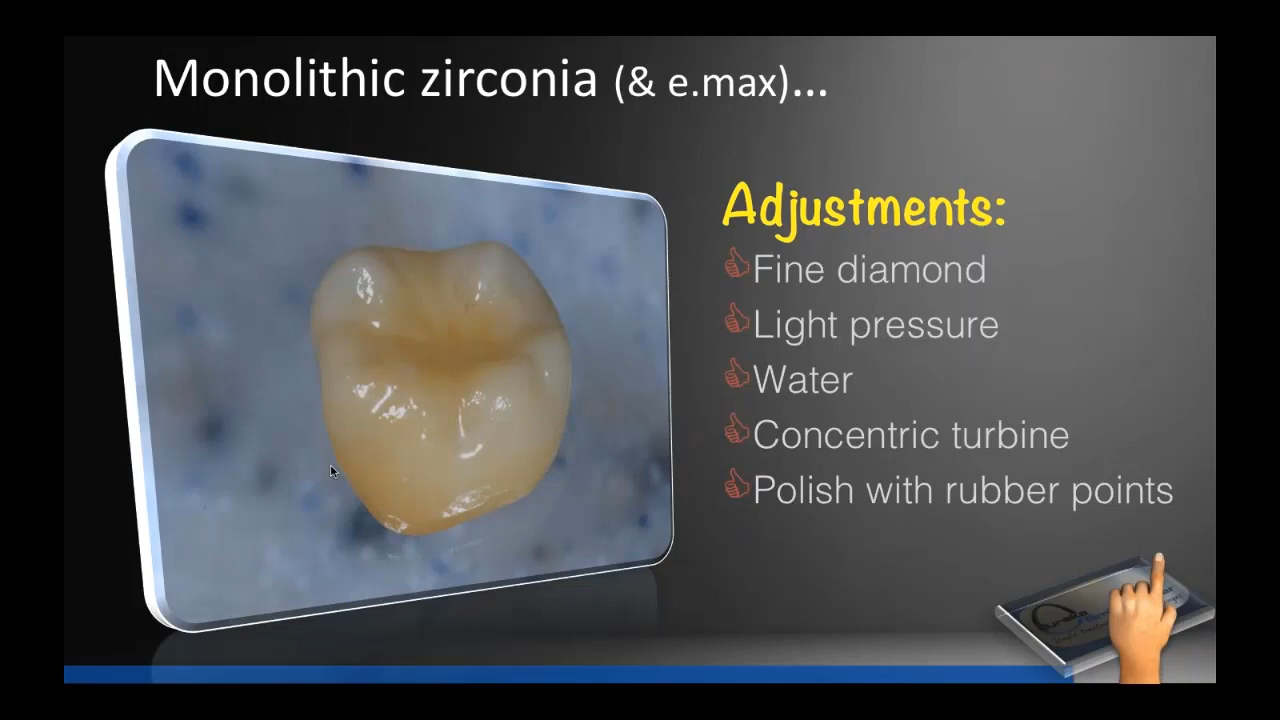 Monolithic zirconia (& e.max)...
Adjustments:
Fine diamond
Light pressure
Water
Concentric turbine
Polish with rubber points